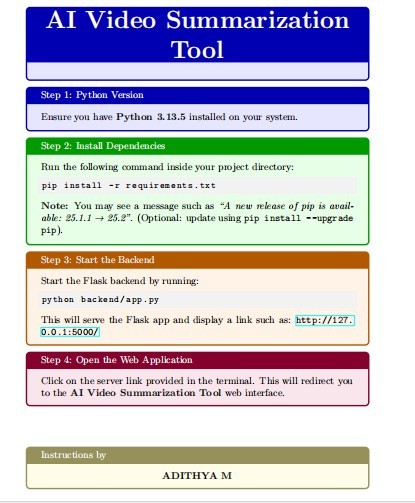 AI Video Summarization
Tool
Step 1: Python Version
Ensure you have Python 3.13.5 installed on your system.
Step 2: Install Dependencies
Run the following command inside your project directory:
pip install -r requirements.txt
Note: You may see a message such as “A new release of pip is avail-
able: 25.1.1 → 25.2”. (Optional: update using pip install --upgrade
pip).
Step 3: Start the Backend
Start the Flask backend by running:
python backend/app.py
This will serve the Flask app and display a link such as: http://127.
0.0.1:5000/
Step 4: Open the Web Application
Click on the server link provided in the terminal. This will redirect you
to the AI Video Summarization Tool web interface.
Instructions by
ADITHYA M